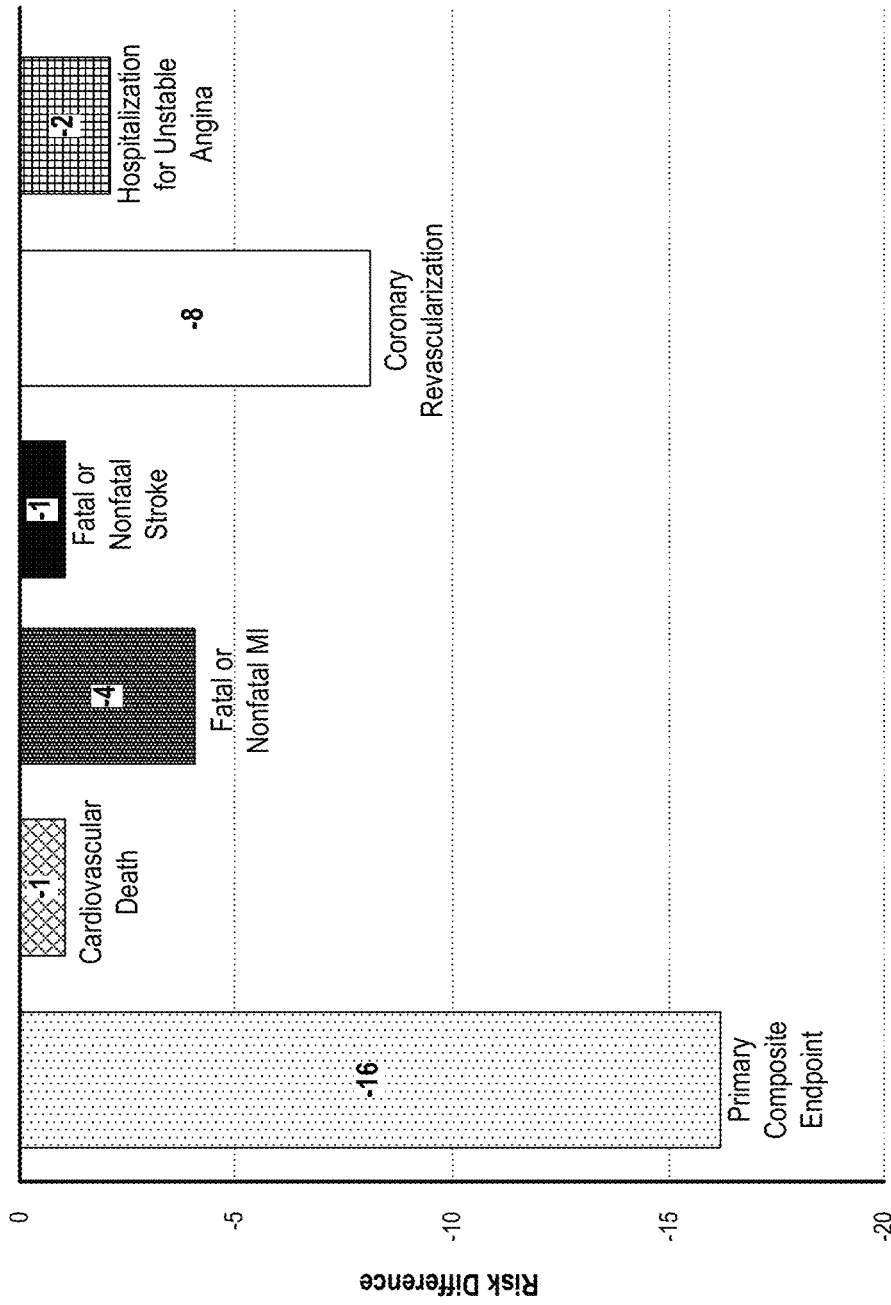 Risk Difference
0
-5
-10
-15
-20
-16
Primary
Composite
Endpoint
-1
Cardiovascular
Death
-4
Fatal or
Nonfatal MI
-1
Fatal or
Nonfatal
Stroke
-8
Coronary
Revascularization
-2
Hospitalization
for Unstable
Angina